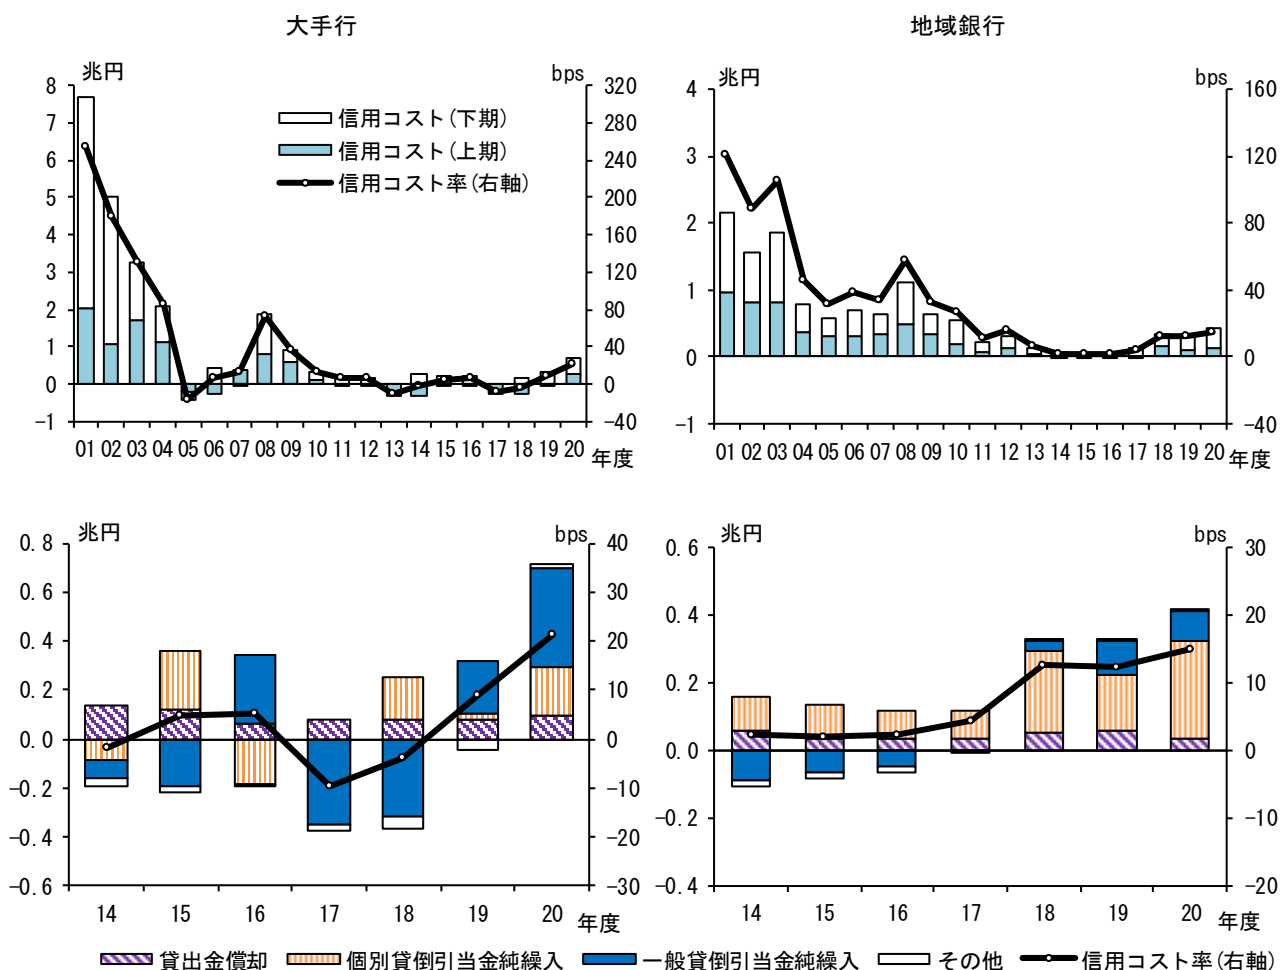 大手行
地域銀行
兆円
bps
8
7
6
5
4
3
2
1
0
-1
320
280
240
200
160
120
80
40
0
-40
信用コスト(下期)
信用コスト(上期)
信用コスト率(右軸)
01 02 03 04 05 06 07 08 09 10 11 12 13 14 15 16 17 18 19 20
年度
兆円
bps
4
3
2
1
0
-1
160
120
80
40
0
-40
01 02 03 04 05 06 07 08 09 10 11 12 13 14 15 16 17 18 19 20
年度
兆円
bps
0.8
0.6
0.4
0.2
0.0
-0.2
-0.4
-0.6
40
30
20
10
0
-10
-20
-30
14 15 16 17 18 19 20
年度
兆円
bps
0.6
0.4
0.2
0.0
-0.2
-0.4
30
20
10
0
-10
-20
14 15 16 17 18 19 20
年度
貸出金償却 個別貸倒引当金純繰入 一般貸倒引当金純繰入 その他 信用コスト率(右軸)